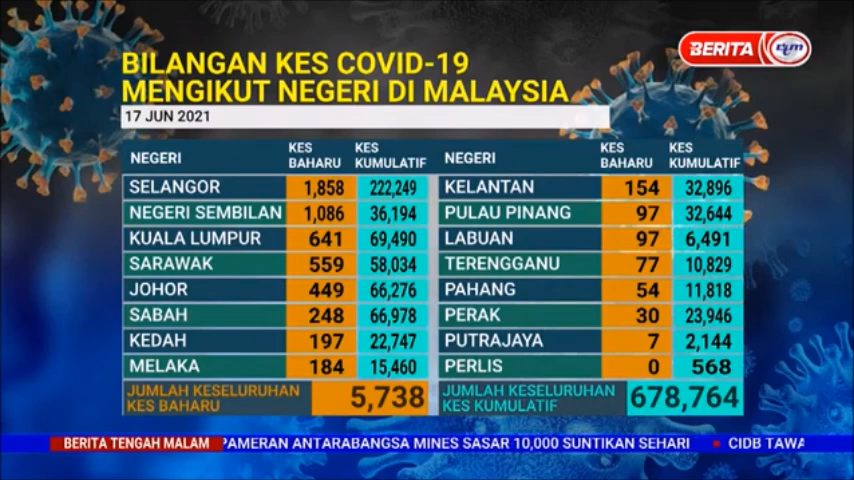 BERITA rtm
BILANGAN KES COVID-19
MENGIKUT NEGERI DI MALAYSIA
17 JUN 2021
NEGERI KES BAHARU KES KUMULATIF NEGERI KES BAHARU KES KUMULATIF
SELANGOR 1,858 222,249 KELANTAN 154 32,896
NEGERI SEMBILAN 1,086 36,194 PULAU PINANG 97 32,644
KUALA LUMPUR 641 69,490 LABUAN 97 6,491
SARAWAK 559 58,034 TERENGGANU 77 10,829
JOHOR 449 66,276 PAHANG 54 11,818
SABAH 248 66,978 PERAK 30 23,946
KEDAH 197 22,747 PUTRAJAYA 7 2,144
MELAKA 184 15,460 PERLIS 0 568
JUMLAH KESELURUHAN KES BAHARU 5,738 JUMLAH KESELURUHAN KES KUMULATIF 678,764
BERITA TENGAH MALAM PAMERAN ANTARABANGSA MINES SASAR 10,000 SUNTIKAN SEHARI • CIDB TAWA